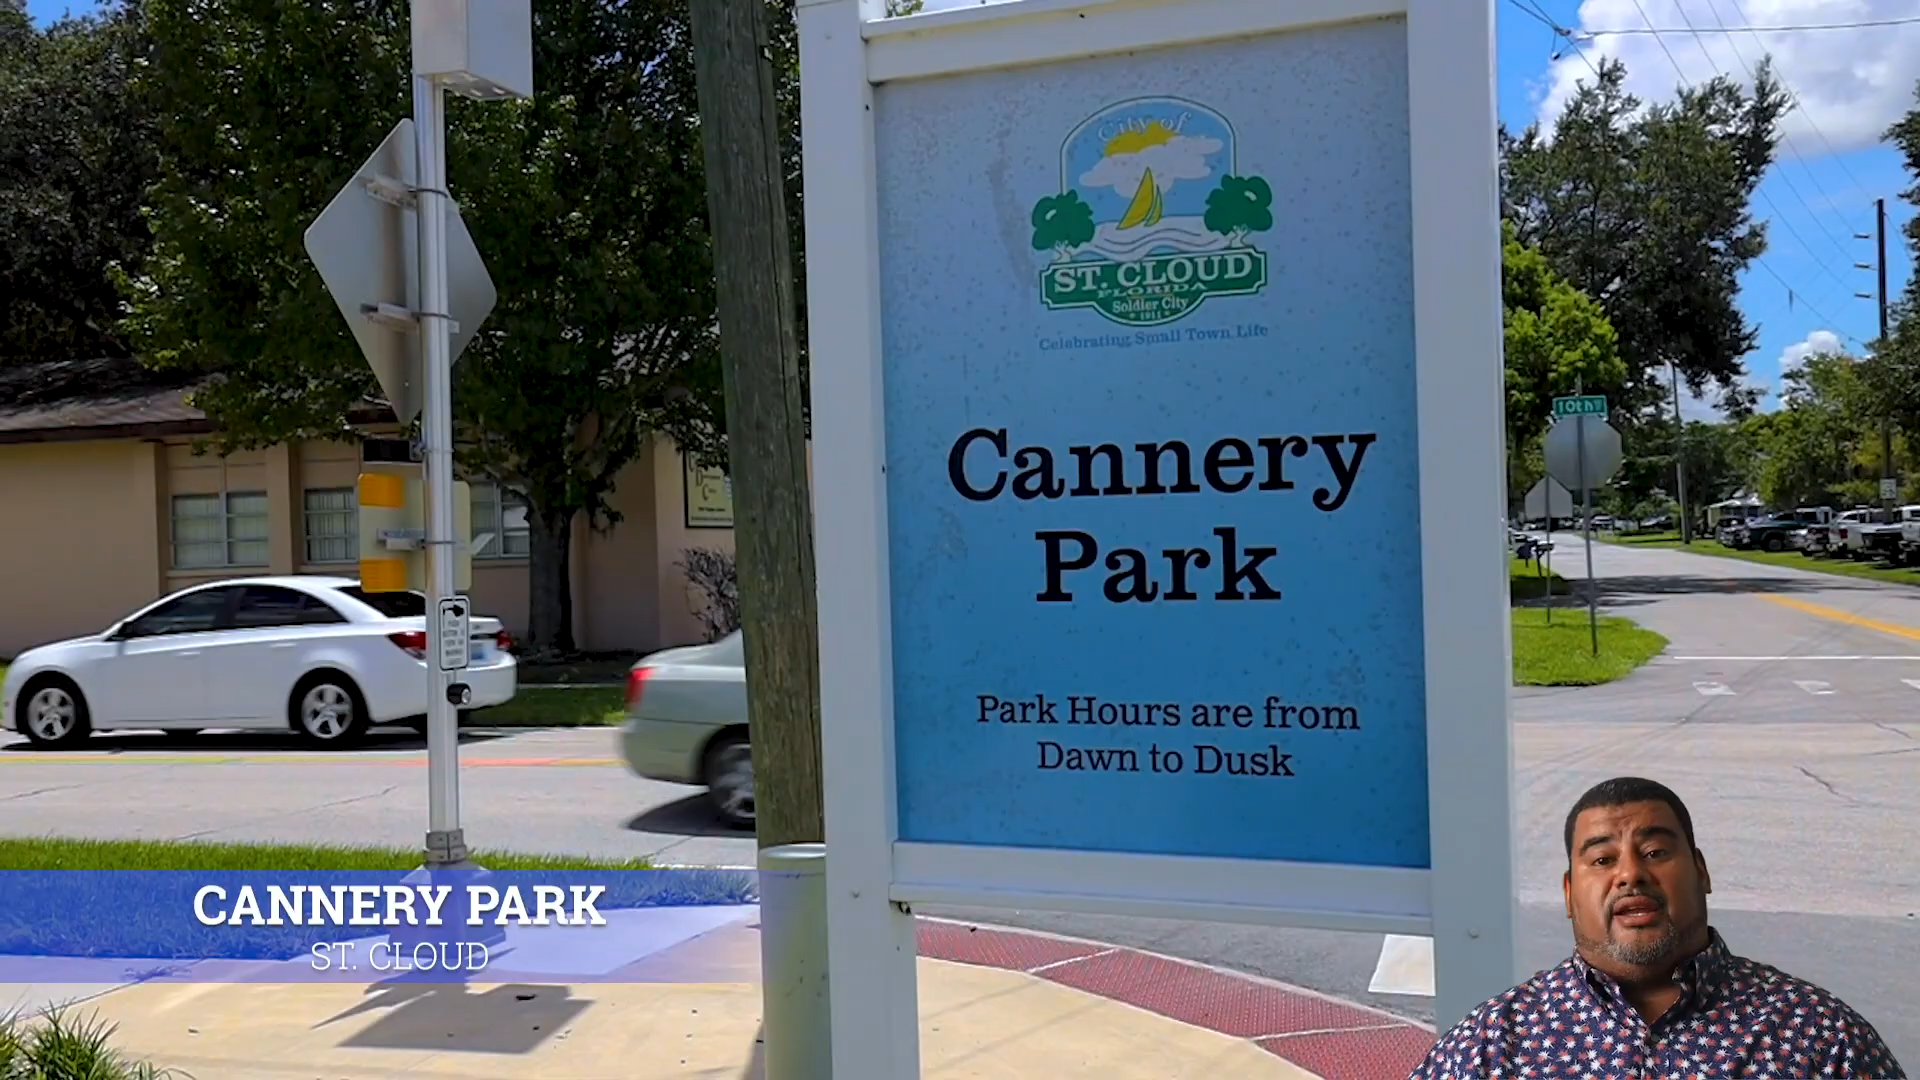 City of
ST. CLOUD
FLORIDA
Soldier City
1911
Celebrating Small Town Life
Cannery
Park
Park Hours are from
Dawn to Dusk
10th
CANNERY PARK
ST. CLOUD